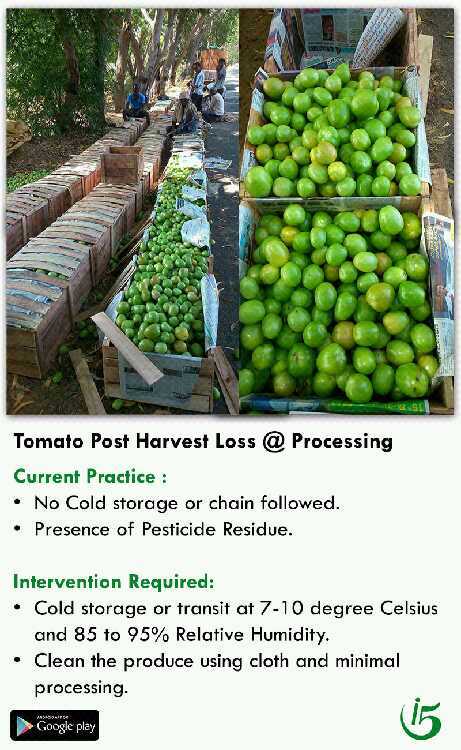 Tomato Post Harvest Loss @ Processing
Current Practice :
• No Cold storage or chain followed.
• Presence of Pesticide Residue.
Intervention Required:
• Cold storage or transit at 7-10 degree Celsius
and 85 to 95% Relative Humidity.
• Clean the produce using cloth and minimal
processing.
ANDROID APP ON
Google play
i5